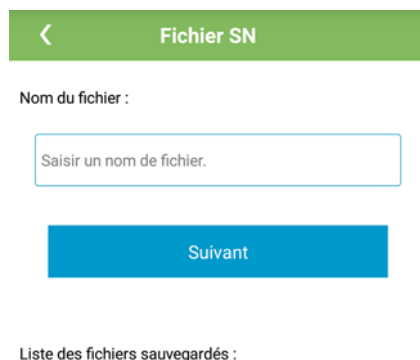 Fichier SN
Nom du fichier :
Saisir un nom de fichier.
Suivant
Liste des fichiers sauvegardés :